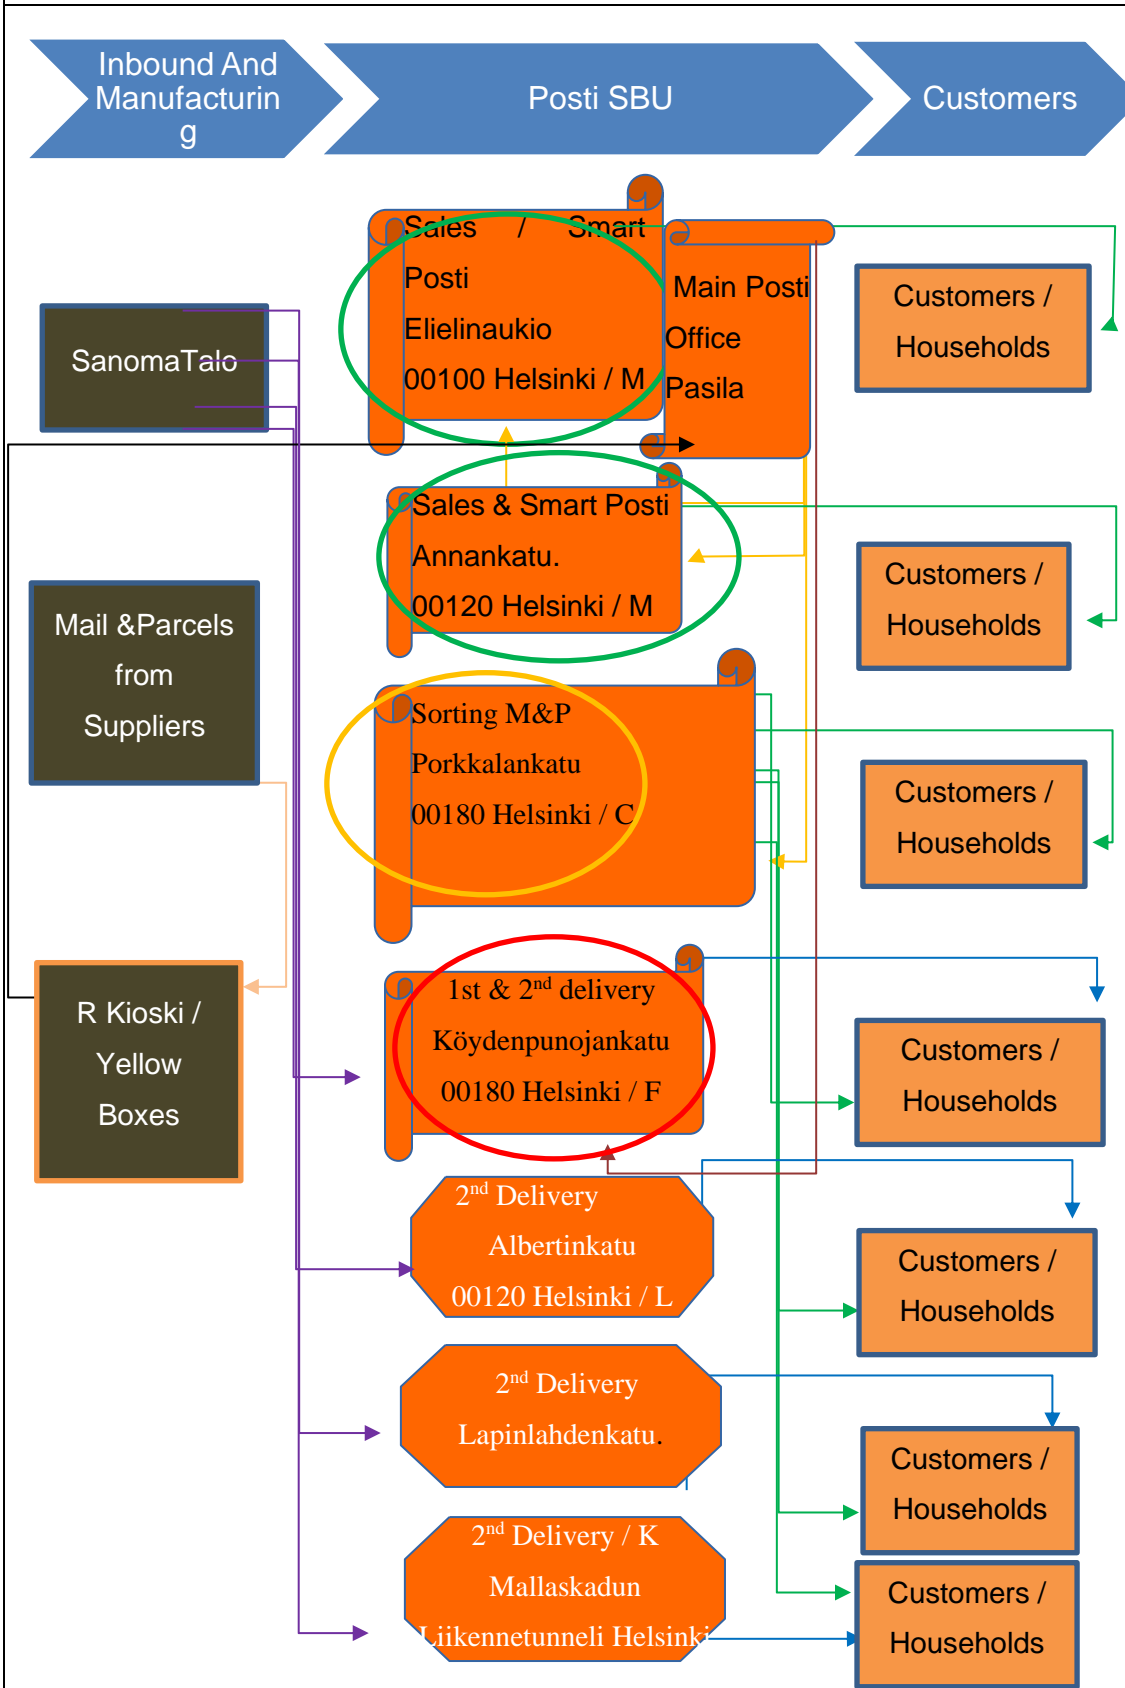 Inbound And
Manufacturin
g
Posti SBU
Customers
Sales / Smart
Posti
Elielinaukio
00100 Helsinki / M
Main Posti
Office
Pasila
Customers /
Households
SanomaTalo
Sales & Smart Posti
Annankatu.
00120 Helsinki / M
Customers /
Households
Mail &Parcels
from
Suppliers
Sorting M&P
Porkkalankatu
00180 Helsinki / C
Customers /
Households
R Kioski /
Yellow
Boxes
1st & 2nd delivery
Köydenpunojankatu
00180 Helsinki / F
Customers /
Households
2nd Delivery
Albertinkatu
00120 Helsinki / L
Customers /
Households
2nd Delivery
Lapinlahdenkatu.
Customers /
Households
2nd Delivery / K
Mallaskadun
Liikennetunneli Helsinki
Customers /
Households